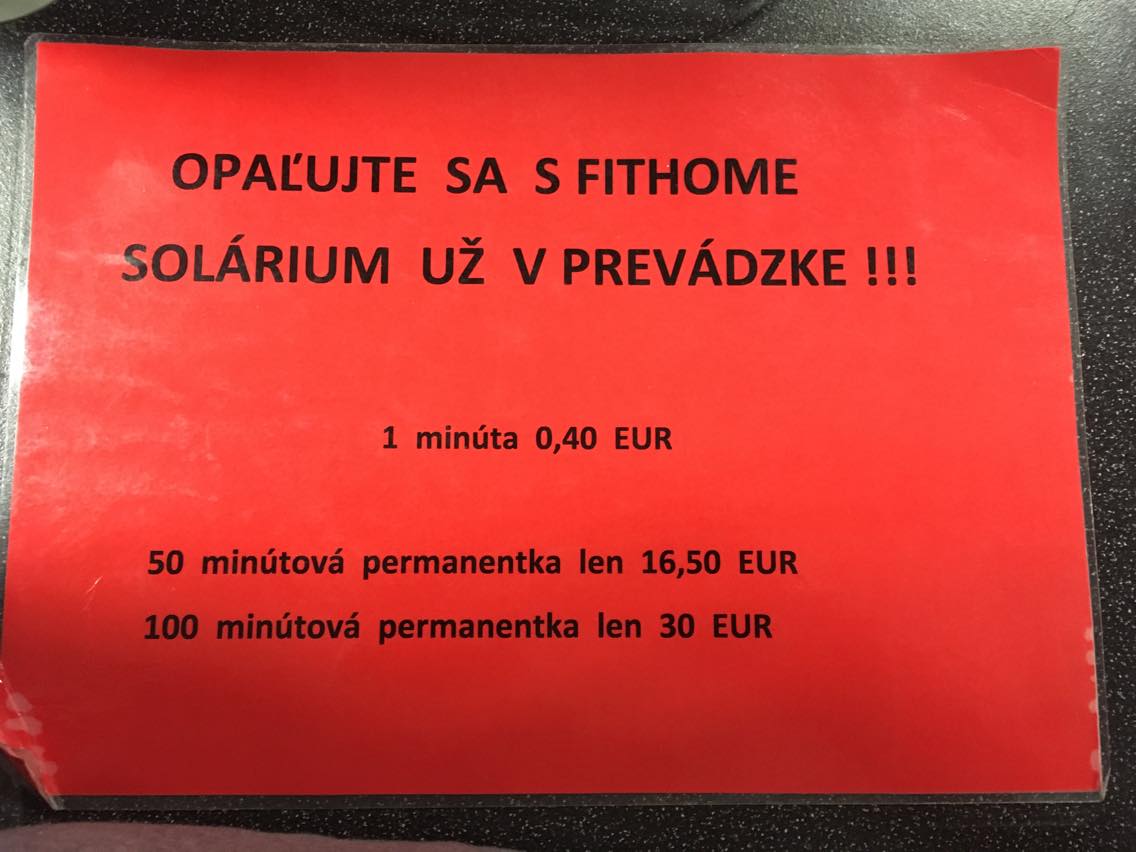 OPAĽUJTE SA S FITHOME
SOLÁRIUM UŽ V PREVÁDZKE !!!
1 minúta 0,40 EUR
50 minútová permanentka len 16,50 EUR
100 minútová permanentka len 30 EUR